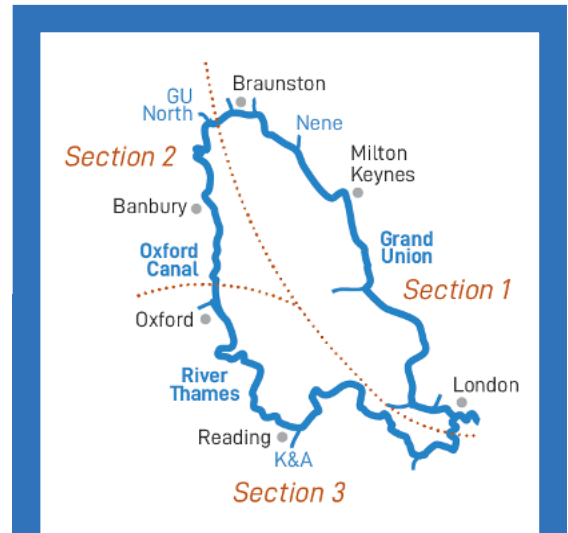 GU
North
Braunston
Nene
Section 2
Milton
Keynes
Banbury
Oxford
Canal
Grand
Union
Section 1
Oxford
River
Thames
London
Reading
K&A
Section 3